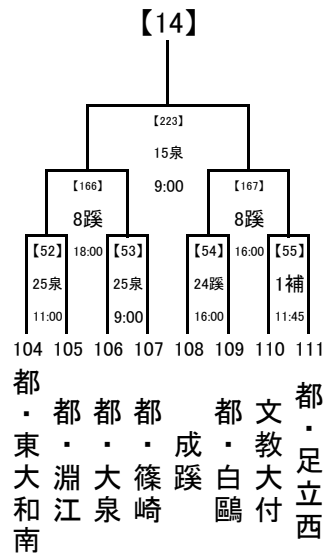 【14】
【223】
15泉
9:00
【166】
【167】
8蹊
8蹊
【52】
18:00
【53】
【54】
16:00
【55】
25泉
25泉
24蹊
1補
11:00
9:00
16:00
11:45
104
105
106
107
108
109
110
111
都・東大和南
都・淵江
都・大泉
都・篠崎
成蹊
都・白鷗
文教大付
都・足立西